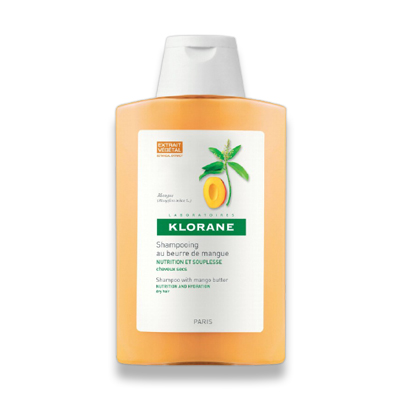 EXTRAIT
VÉGÉTAL
Mangue
LABORATOIRES
KLORANE
Shampooing
au beurre de mangue
NUTRITION ET SOUPLESSE
cheveux secs
Shampoo with mango butter
NUTRITION AND HYDRATION
dry hair
PARIS